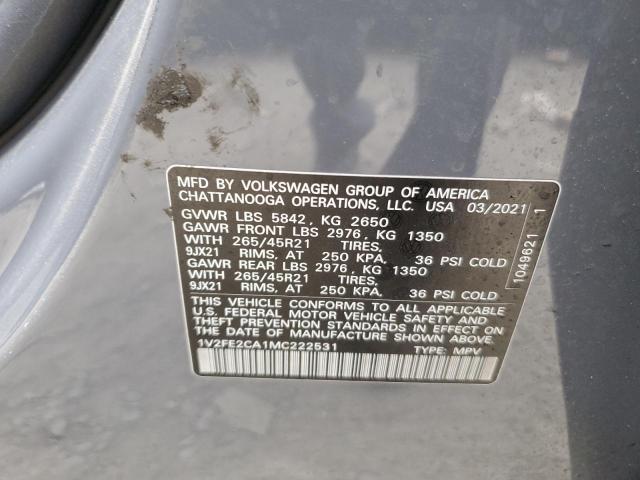 MFD BY VOLKSWAGEN GROUP OF AMERICA
CHATTANOOGA OPERATIONS, LLC. USA 03/2021
GVWR LBS 5842, KG 2650
GAWR FRONT LBS 2976, KG 1350
WITH 265/45R21 TIRES,
9JX21 RIMS, AT 250 KPA, 36 PSI COLD
GAWR REAR LBS 2976, KG 1350
WITH 265/45R21 TIRES,
9JX21 RIMS, AT 250 KPA, 36 PSI COLD
THIS VEHICLE CONFORMS TO ALL APPLICABLE
U.S. FEDERAL MOTOR VEHICLE SAFETY AND
THEFT PREVENTION STANDARDS IN EFFECT ON
THE DATE OF MANUFACTURE SHOWN ABOVE.
1V2FE2CA1MC222531 TYPE: MPV
1049621 1